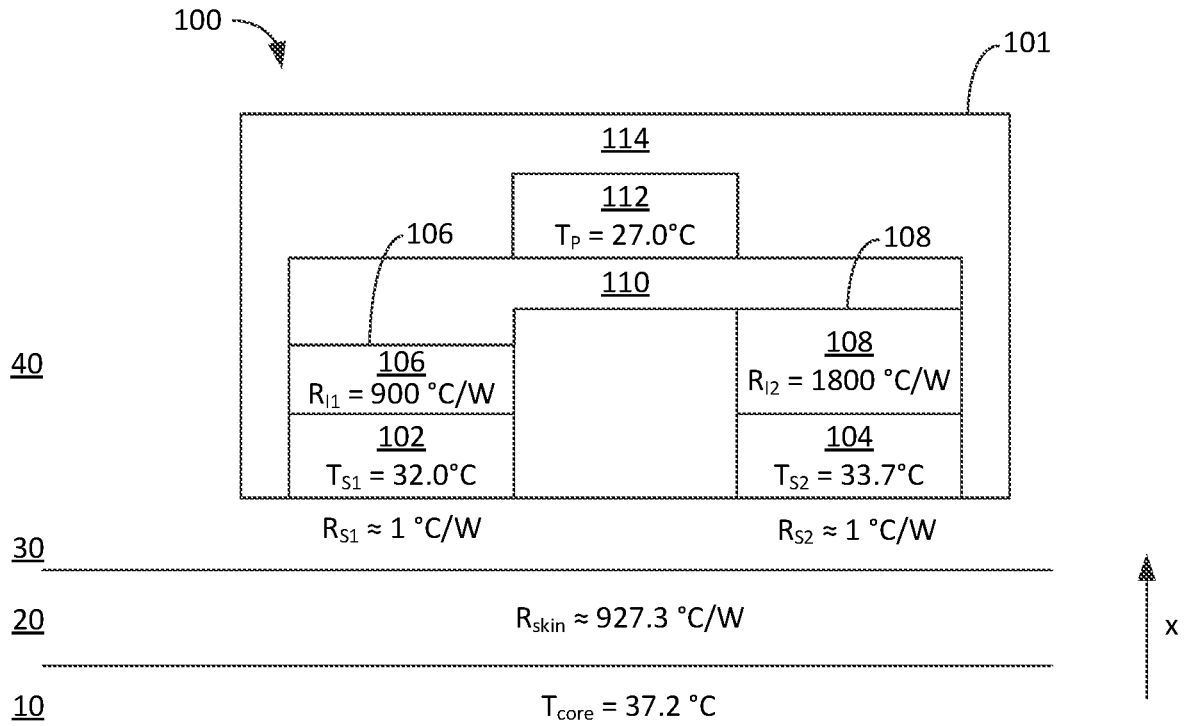 100
101
114
112
T_P = 27.0°C
106
108
110
40
106
R_I1 = 900 °C/W
108
R_I2 = 1800 °C/W
102
T_S1 = 32.0°C
104
T_S2 = 33.7°C
R_S1 ≈ 1 °C/W
R_S2 ≈ 1 °C/W
30
20
R_skin ≈ 927.3 °C/W
x
10
T_core = 37.2 °C